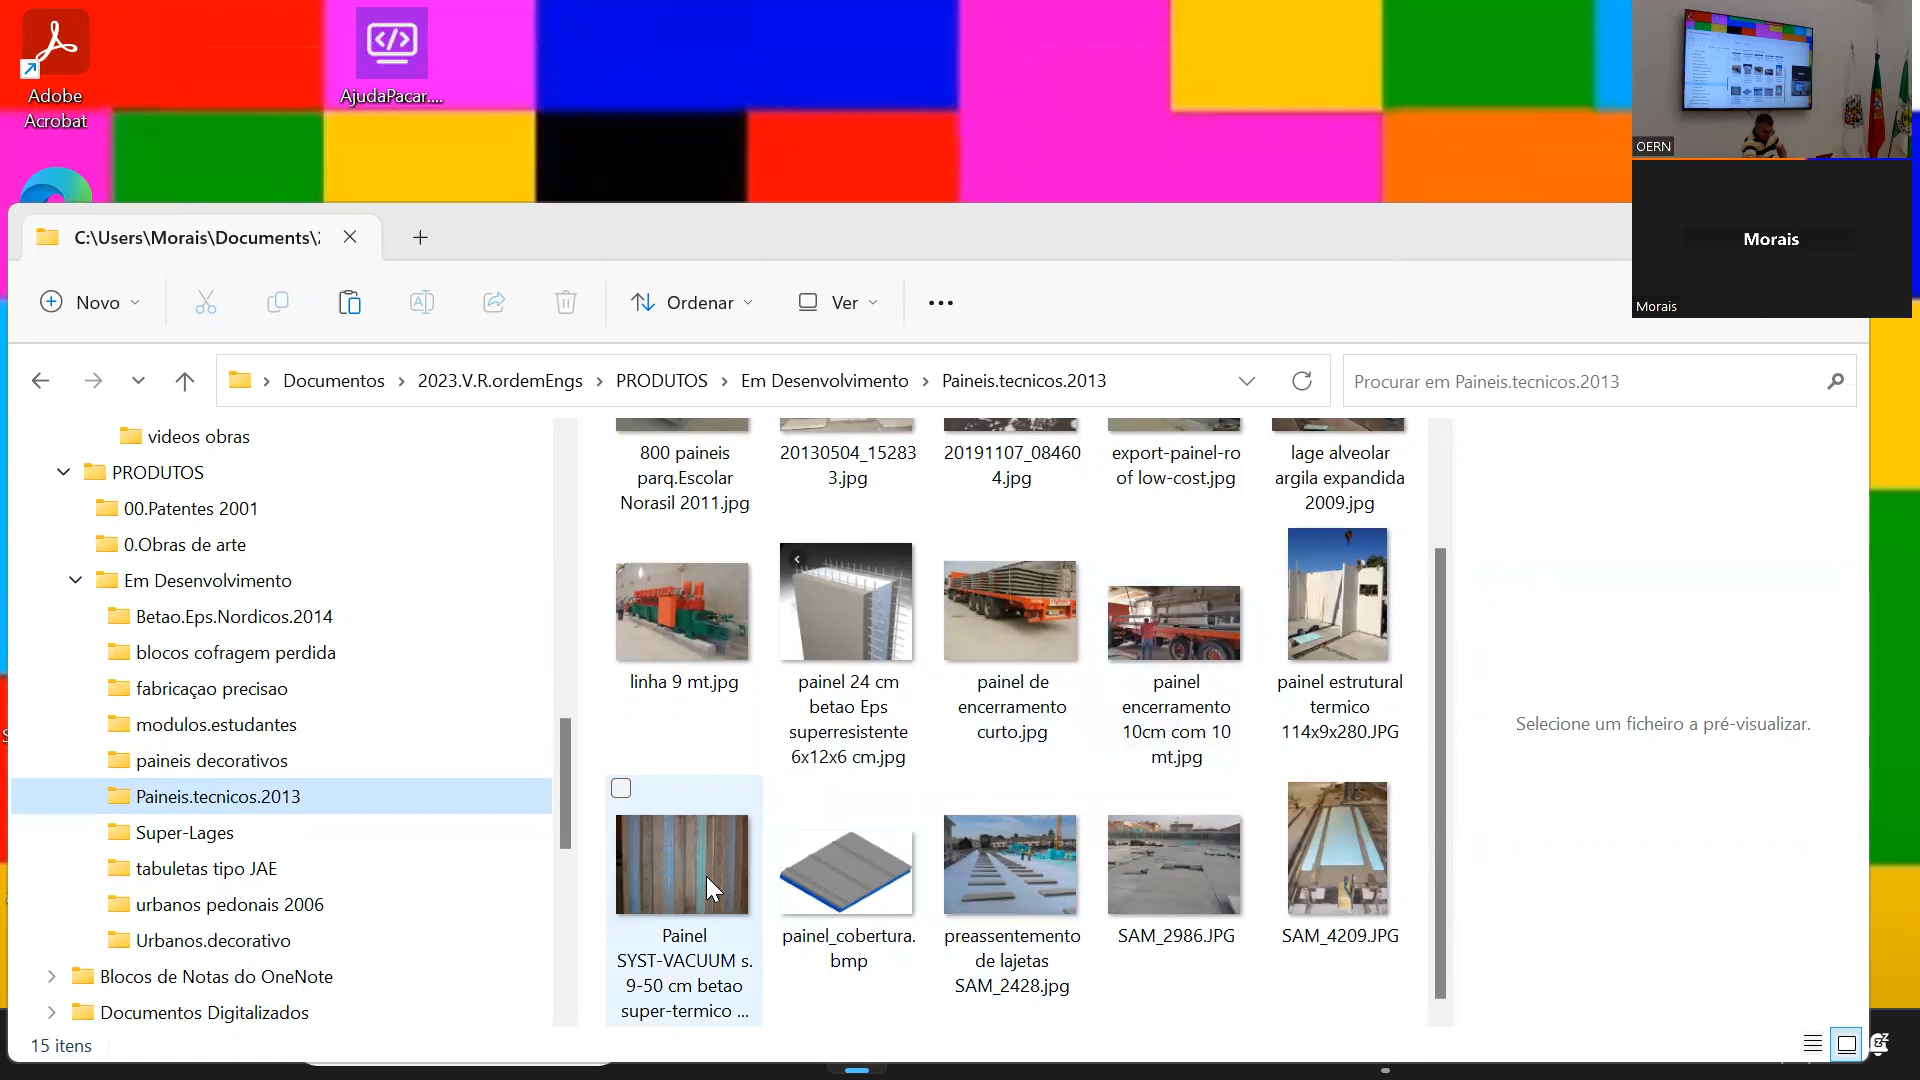 Adobe
Acrobat
AjudaPacar....
OERN
Morais
Morais
C:\Users\Morais\Documents\
Novo
Ordenar
Ver
Documentos > 2023.V.R.ordemEngs > PRODUTOS > Em Desenvolvimento > Paineis.tecnicos.2013
Procurar em Paineis.tecnicos.2013
videos obras
PRODUTOS
00.Patentes 2001
0.Obras de arte
Em Desenvolvimento
Betao.Eps.Nordicos.2014
blocos cofragem perdida
fabricaçao precisao
modulos.estudantes
paineis decorativos
Paineis.tecnicos.2013
Super-Lages
tabuletas tipo JAE
urbanos pedonais 2006
Urbanos.decorativo
Blocos de Notas do OneNote
Documentos Digitalizados
800 paineis
parq.Escolar
Norasil 2011.jpg
20130504_15283
3.jpg
20191107_08460
4.jpg
export-painel-ro
of low-cost.jpg
lage alveolar
argila expandida
2009.jpg
linha 9 mt.jpg
painel 24 cm
betao Eps
superresistente
6x12x6 cm.jpg
painel de
encerramento
curto.jpg
painel
encerramento
10cm com 10
mt.jpg
painel estrutural
termico
114x9x280.JPG
Painel
SYST-VACUUM s.
9-50 cm betao
super-termico ...
painel_cobertura.
bmp
preassentemento
de lajetas
SAM_2428.jpg
SAM_2986.JPG
SAM_4209.JPG
Selecione um ficheiro a pré-visualizar.
15 itens